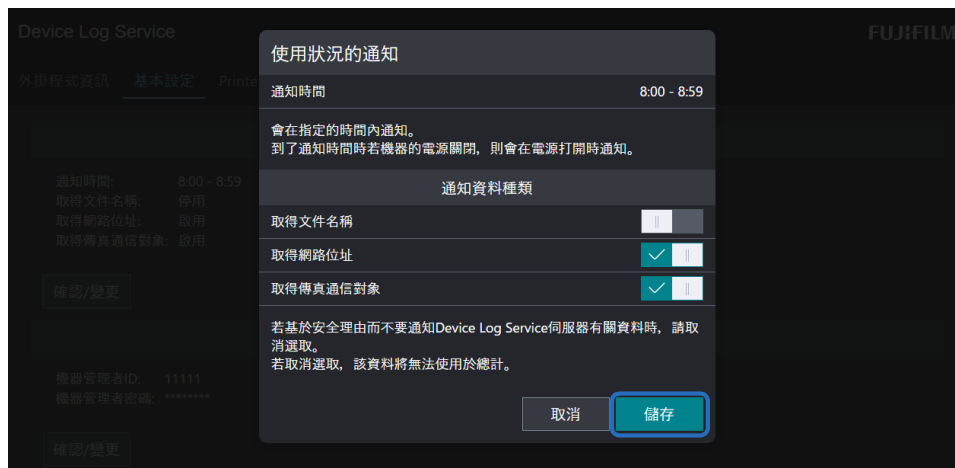 Device Log Service
FUJIFILM
外掛程式資訊 基本設定 Printe
使用狀況的通知
通知時間 8:00 - 8:59
會在指定的時間內通知。
到了通知時間時若機器的電源關閉，則會在電源打開時通知。
通知資料種類
取得文件名稱
取得網路位址
取得傳真通信對象
若基於安全理由而不要通知Device Log Service伺服器有關資料時，請取
消選取。
若取消選取，該資料將無法使用於總計。
取消 儲存
通知時間: 8:00 - 8:59
取得文件名稱: 停用
取得網路位址: 啟用
取得傳真通信對象: 啟用
確認/變更
機器管理者ID: 11111
機器管理者密碼: ********
確認/變更